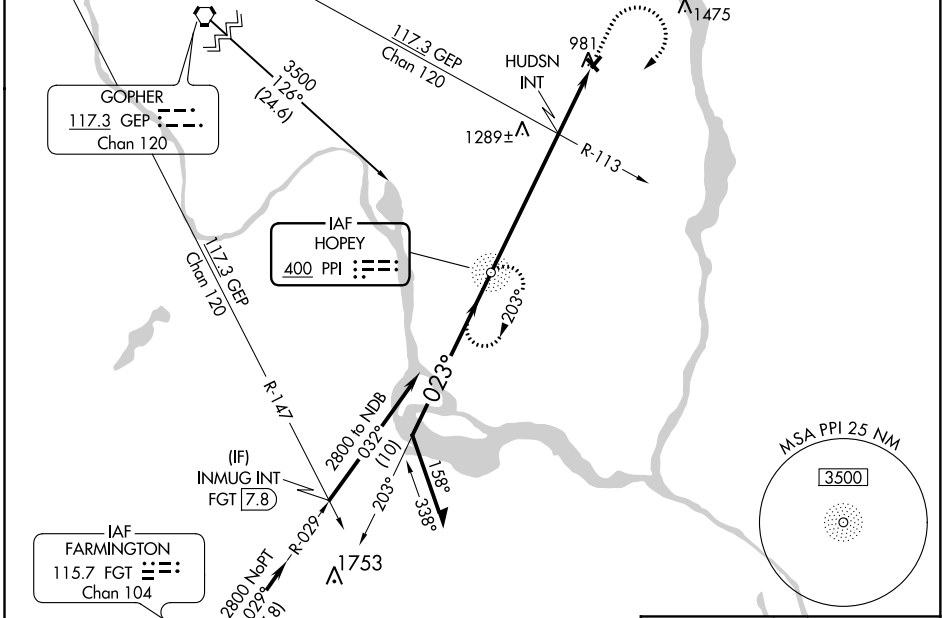 1475
117.3 GEP
Chan 120
981
HUDSN
INT
3500
126°
(24.6)
GOPHER
117.3 GEP
Chan 120
1289±
R-113
IAF
HOPEY
400 PPI
117.3 GEP
Chan 120
203°
023°
R-147
2800 to NDB
032°
(10)
158°
338°
203°
(IF)
INMUG INT
FGT 7.8
R-029
MSA PPI 25 NM
3500
IAF
FARMINGTON
115.7 FGT
Chan 104
1753
2800 NoPT
029°